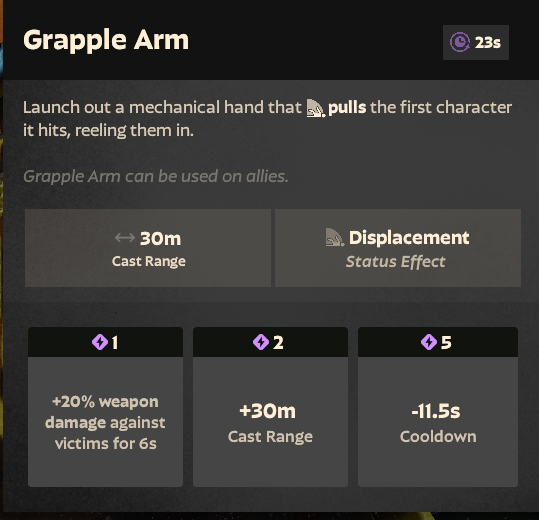 Grapple Arm
23s
Launch out a mechanical hand that pulls the first character
it hits, reeling them in.
Grapple Arm can be used on allies.
30m
Cast Range
Displacement
Status Effect
1
+20% weapon
damage against
victims for 6s
2
+30m
Cast Range
5
-11.5s
Cooldown